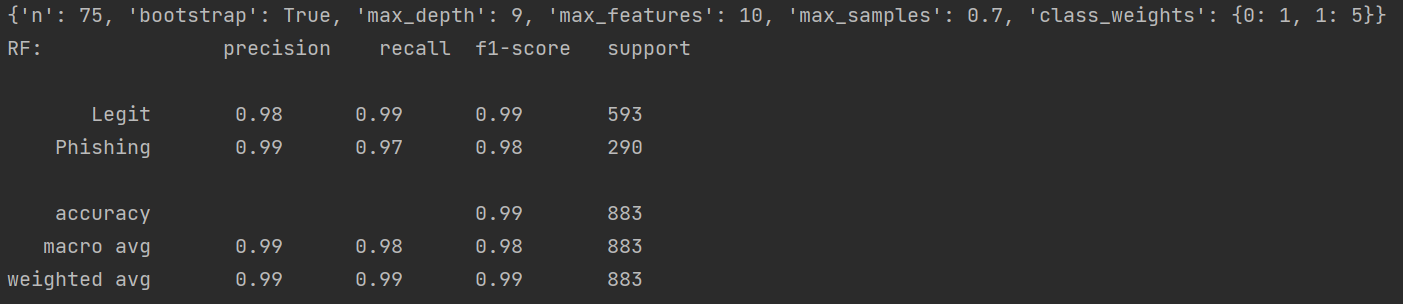 {'n': 75, 'bootstrap': True, 'max_depth': 9, 'max_features': 10, 'max_samples': 0.7, 'class_weights': {0: 1, 1: 5}}
RF:               precision    recall  f1-score   support

       Legit       0.98      0.99      0.99       593
    Phishing       0.99      0.97      0.98       290

    accuracy                           0.99       883
   macro avg       0.99      0.98      0.98       883
weighted avg       0.99      0.99      0.99       883